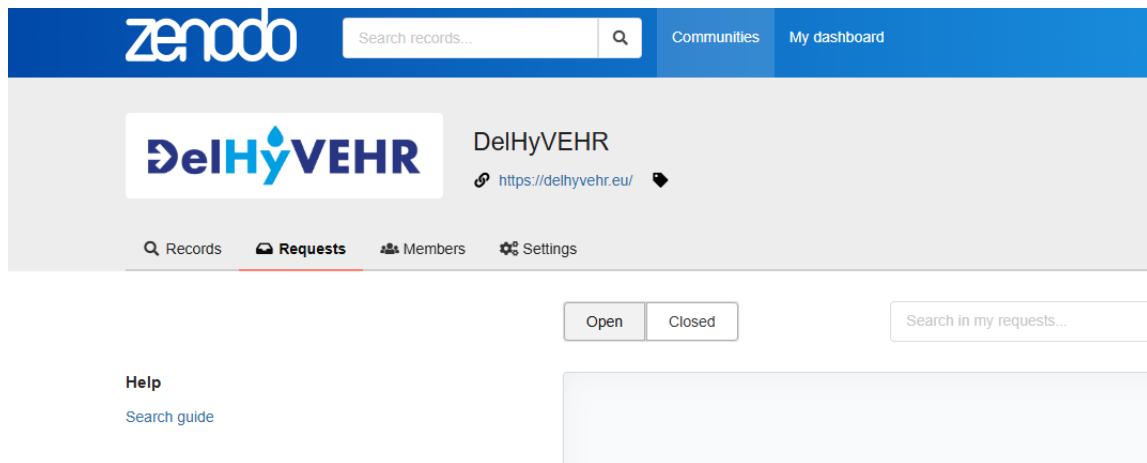 zenodo Search records... Communities My dashboard
DelHyVEHR
DelHyVEHR
https://delhyvehr.eu/
Records Requests Members Settings
Open Closed Search in my requests...
Help
Search guide